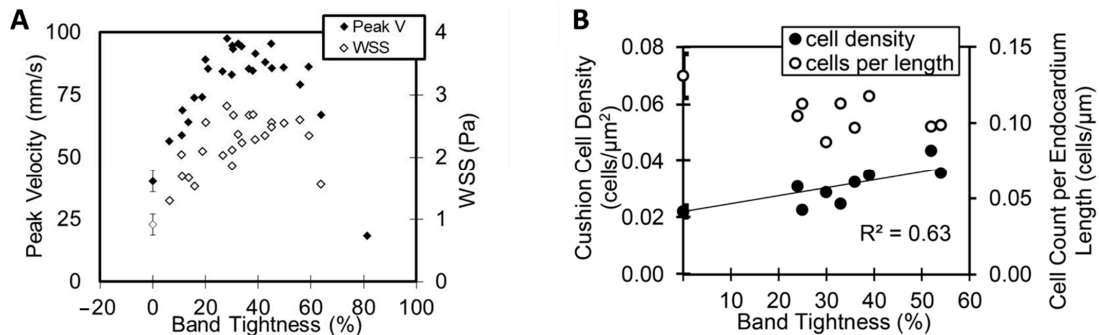 A
Peak V
WSS
100
75
50
25
0
4
3
2
1
0
−20
0
20
40
60
80
100
Peak Velocity (mm/s)
WSS (Pa)
Band Tightness (%)
B
cell density
cells per length
0.08
0.06
0.04
0.02
0.00
0.15
0.10
0.05
0.00
10
20
30
40
50
60
R² = 0.63
Cushion Cell Density
(cells/μm²)
Cell Count per Endocardium
Length (cells/μm)
Band Tightness (%)